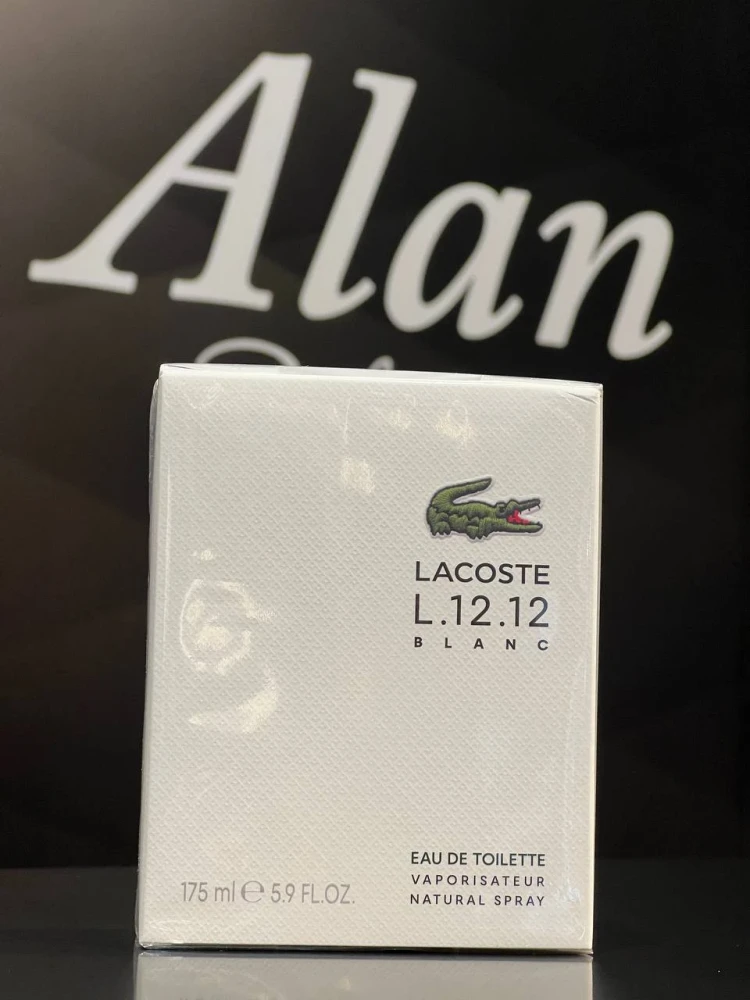 Alan
LACOSTE
L.12.12
BLANC
EAU DE TOILETTE
VAPORISATEUR
NATURAL SPRAY
175 ml ℮ 5.9 FL.OZ.